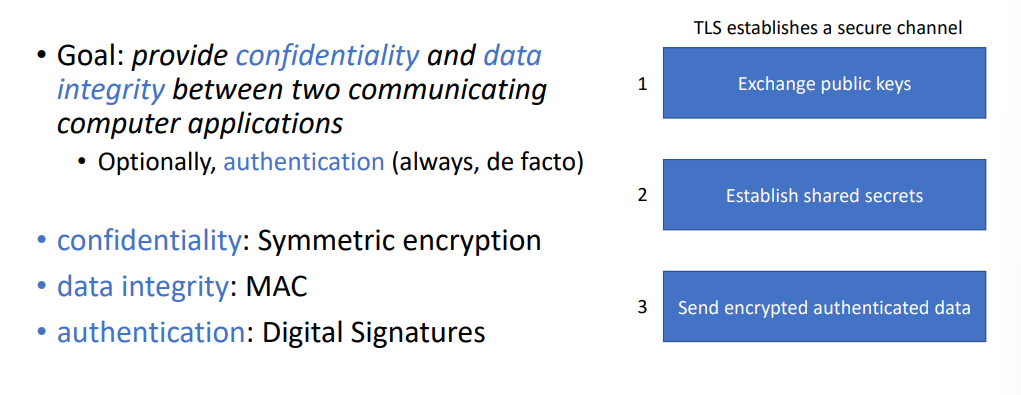 • Goal: provide confidentiality and data
integrity between two communicating
computer applications
• Optionally, authentication (always, de facto)
• confidentiality: Symmetric encryption
• data integrity: MAC
• authentication: Digital Signatures
TLS establishes a secure channel
1 Exchange public keys
2 Establish shared secrets
3 Send encrypted authenticated data